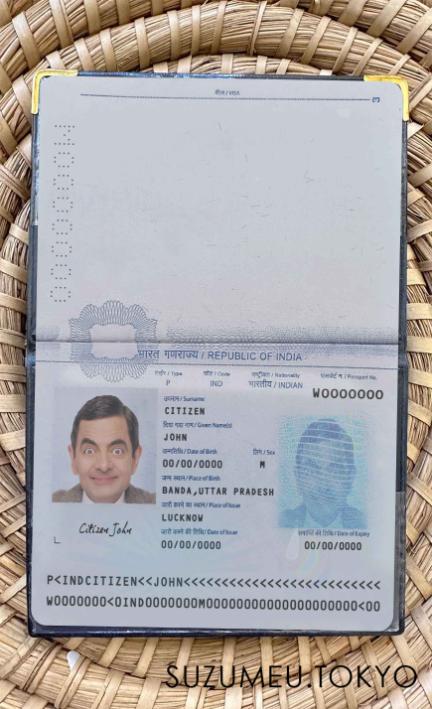 वीज़ा / VISA
3
W0000000
भारत गणराज्य / REPUBLIC OF INDIA
टाईप / Type
कोड / Code
राष्ट्रीयता / Nationality
पासपोर्ट न. / Passport No.
P
IND
भारतीय / INDIAN
W0000000
उपनाम / Surname
CITIZEN
दिया गया नाम / Given Name(s)
JOHN
जन्मतिथि / Date of Birth
लिंग / Sex
00/00/0000
M
जन्म स्थान / Place of Birth
BANDA,UTTAR PRADESH
जारी करने का स्थान / Place of Issue
LUCKNOW
जारी करने की तिथि / Date of Issue
समाप्ति की तिथि / Date of Expiry
00/00/0000
00/00/0000
Citizen John
P<INDCITIZEN<<JOHN<<<<<<<<<<<<<<<<<<<<<<<<<<
W0000000<0IND0000000M00000000000000000000<00
SUZUMEU.TOKYO